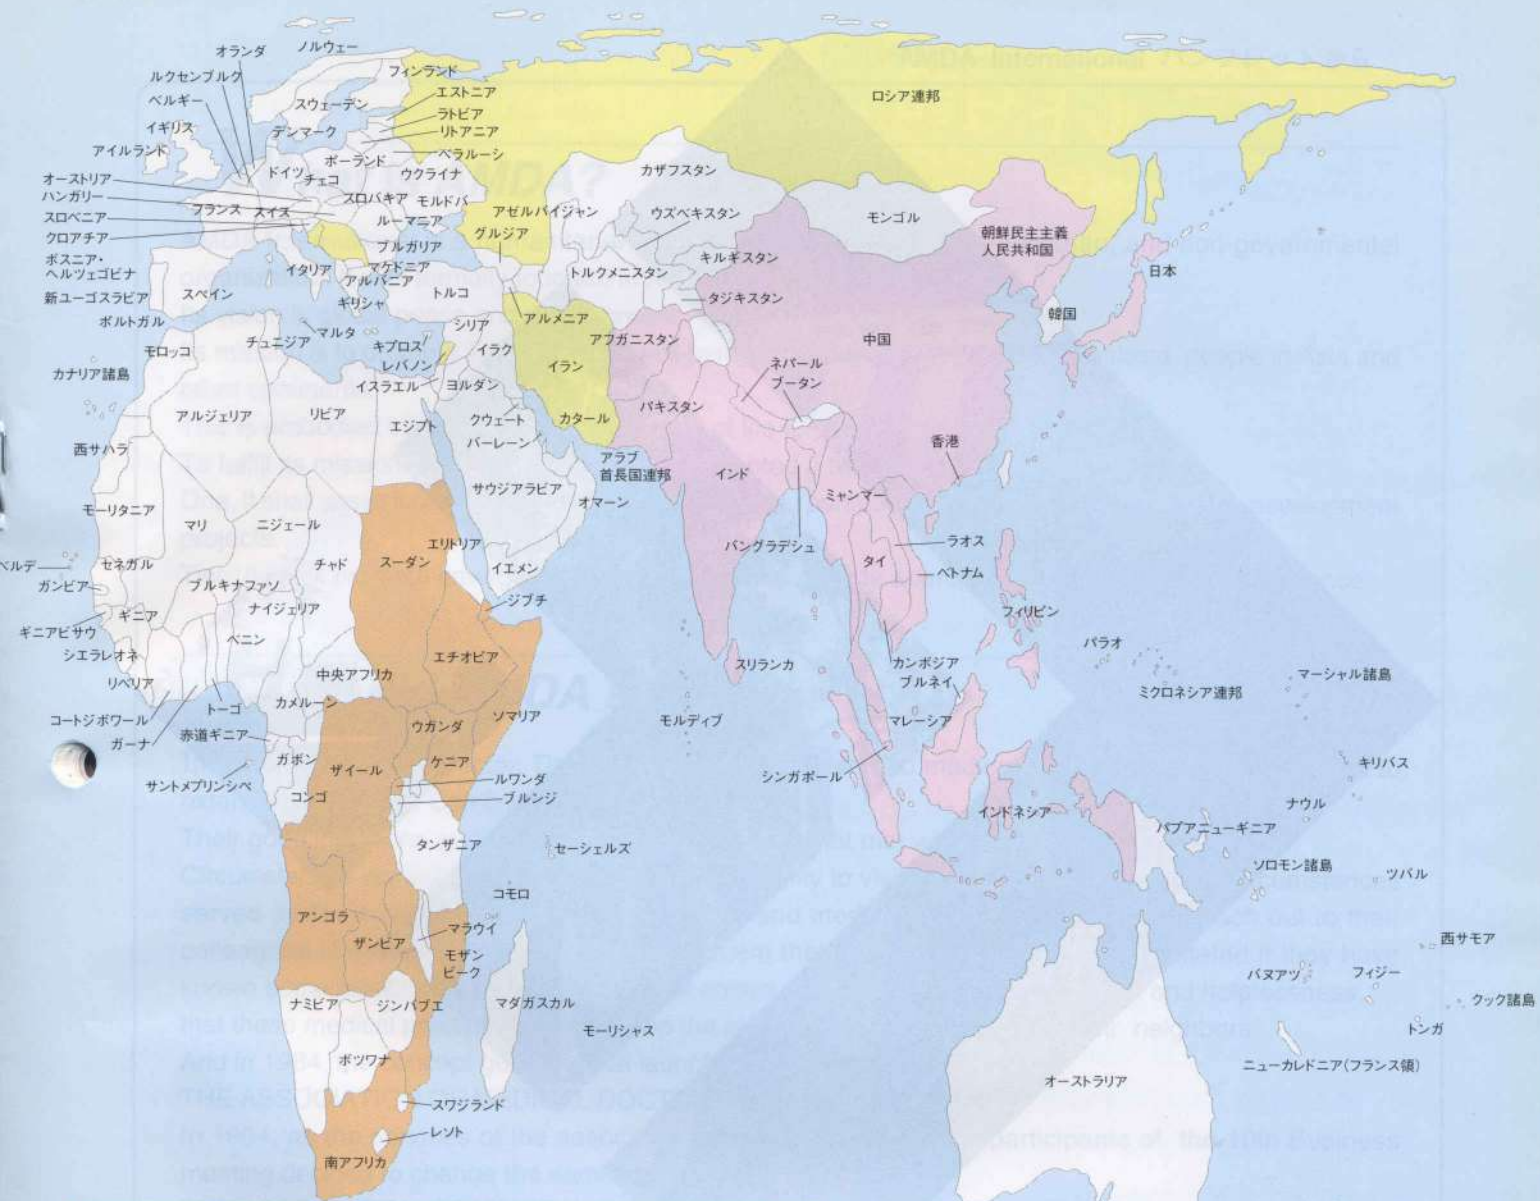 オランダ
ノルウェー
ルクセンブルク
ベルギー
フィンランド
エストニア
スウェーデン
ラトビア
イギリス
デンマーク
リトアニア
アイルランド
ベラルーシ
ポーランド
ロシア連邦
オーストリア
ドイツ
チェコ
ウクライナ
カザフスタン
ハンガリー
スロバキア
モルドバ
スロベニア
フランス
スイス
ルーマニア
アゼルバイジャン
ウズベキスタン
モンゴル
クロアチア
グルジア
ブルガリア
朝鮮民主主義
人民共和国
ボスニア・
ヘルツェゴビナ
イタリア
マケドニア
アルバニア
キルギスタン
トルクメニスタン
日本
新ユーゴスラビア
スペイン
ギリシャ
トルコ
タジキスタン
ポルトガル
マルタ
シリア
アルメニア
韓国
モロッコ
チュニジア
キプロス
イラク
アフガニスタン
中国
レバノン
イラン
ネパール
カナリア諸島
イスラエル
ヨルダン
ブータン
アルジェリア
リビア
エジプト
クウェート
カタール
パキスタン
バーレーン
香港
西サハラ
アラブ
首長国連邦
インド
サウジアラビア
オマーン
ミャンマー
モーリタニア
マリ
ニジェール
エリトリア
バングラデシュ
ラオス
ベルデ
セネガル
チャド
スーダン
イエメン
タイ
ベトナム
ガンビア
ブルキナファソ
ジブチ
ギニア
ナイジェリア
フィリピン
ギニアビサウ
ベニン
パラオ
シエラレオネ
エチオピア
スリランカ
カンボジア
リベリア
中央アフリカ
ブルネイ
ミクロネシア連邦
マーシャル諸島
コートジボワール
トーゴ
カメルーン
ソマリア
モルディブ
マレーシア
ガーナ
赤道ギニア
ウガンダ
ガボン
ザイール
ケニア
キリバス
サントメプリンシペ
コンゴ
ルワンダ
シンガポール
ブルンジ
インドネシア
ナウル
パプアニューギニア
タンザニア
セーシェルズ
ソロモン諸島
ツバル
コモロ
アンゴラ
マラウイ
ザンビア
モザン
ビーク
西サモア
バヌアツ
フィジー
ナミビア
ジンバブエ
マダガスカル
クック諸島
モーリシャス
トンガ
ボツワナ
ニューカレドニア(フランス領)
オーストラリア
スワジランド
レソト
南アフリカ